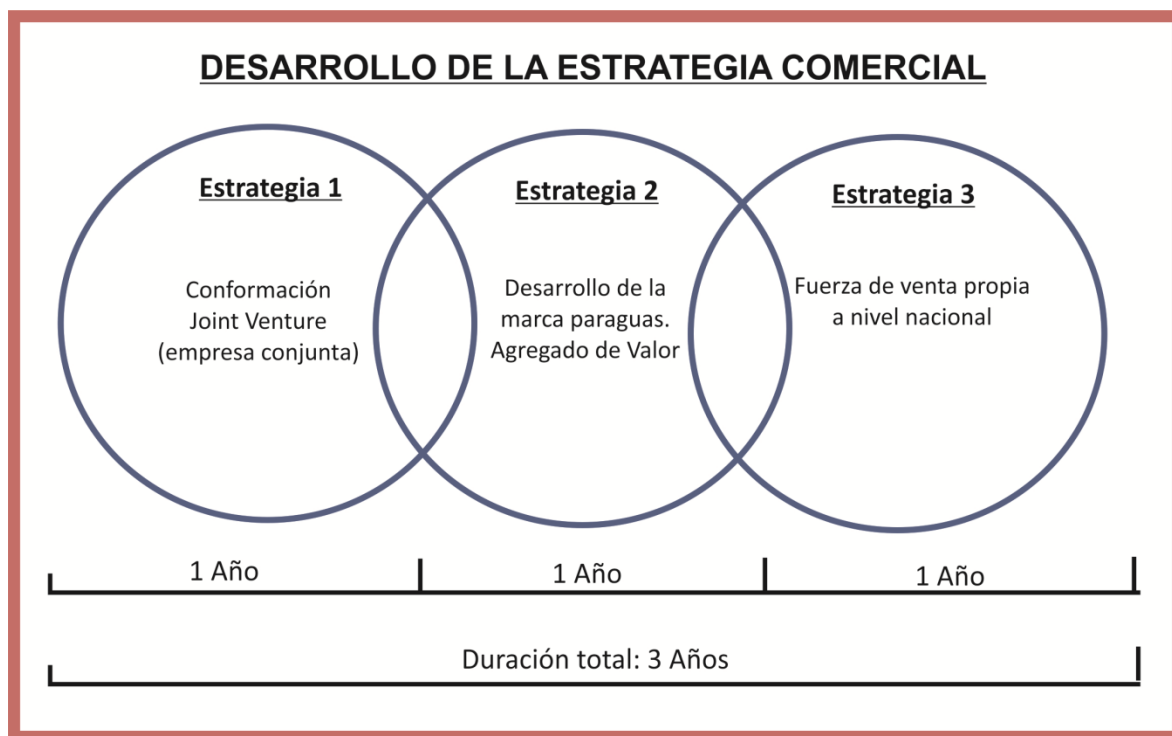 DESARROLLO DE LA ESTRATEGIA COMERCIAL
Estrategia 1
Conformación
Joint Venture
(empresa conjunta)
Estrategia 2
Desarrollo de la
marca paraguas.
Agregado de Valor
Estrategia 3
Fuerza de venta propia
a nivel nacional
1 Año
1 Año
1 Año
Duración total: 3 Años